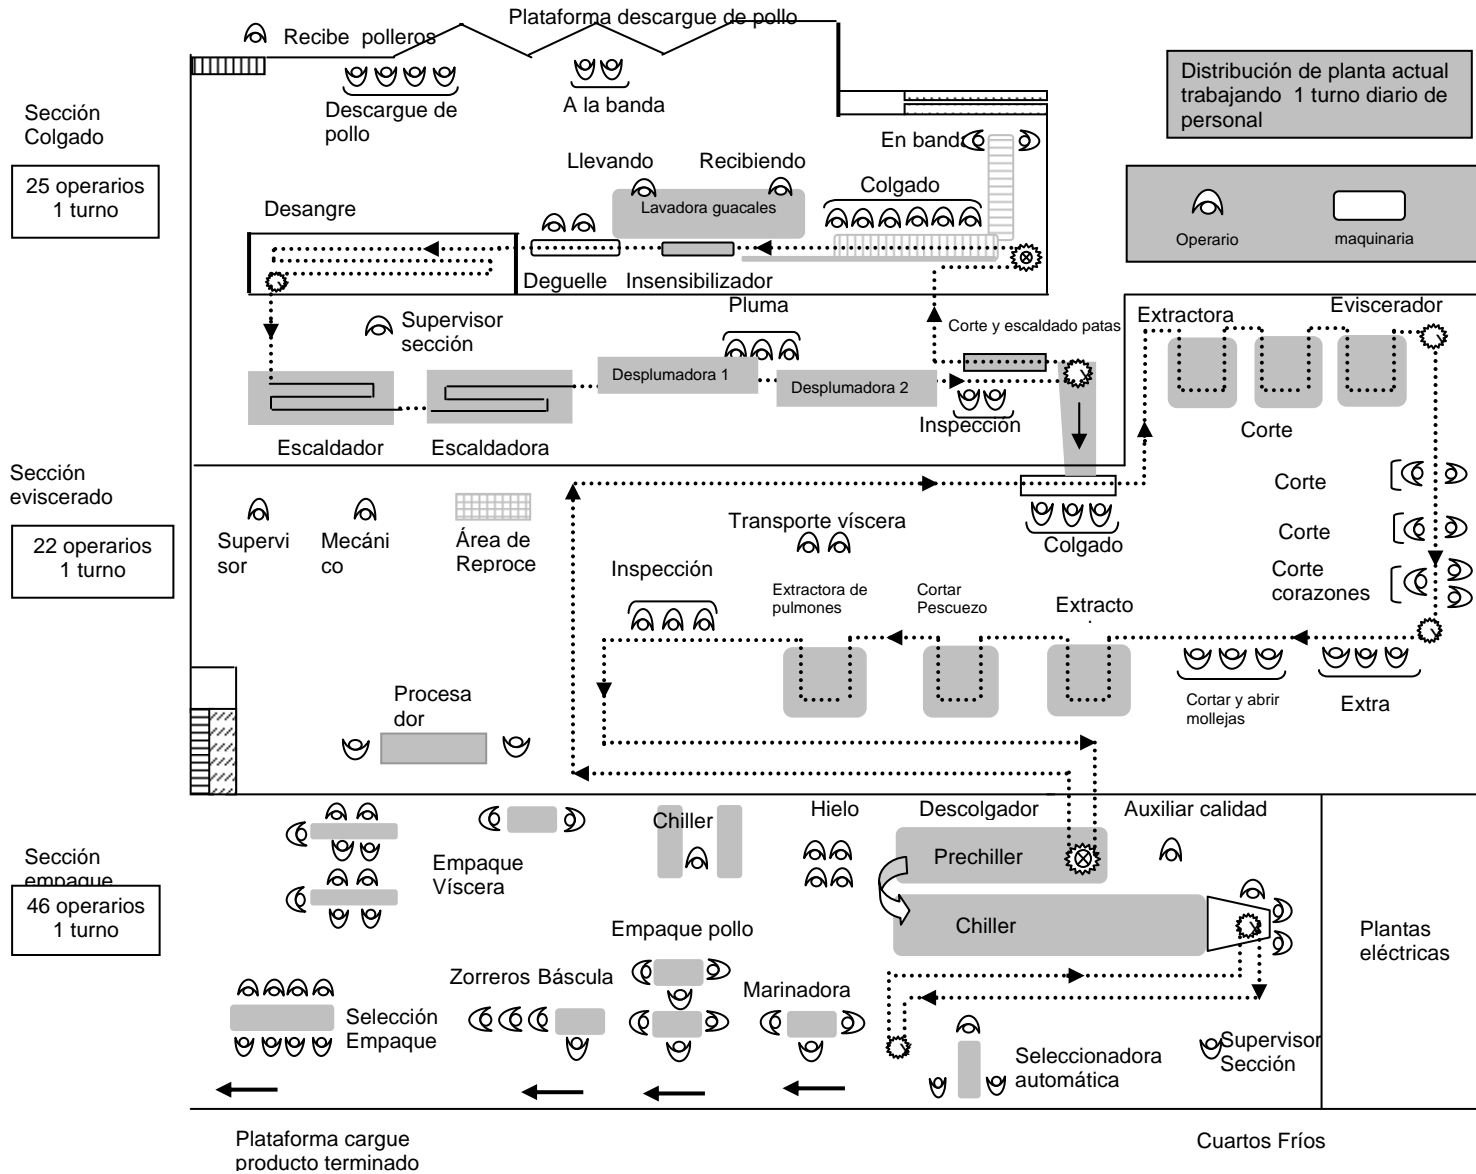 Plataforma descargue de pollo
Recibe polleros
Distribución de planta actual
trabajando 1 turno diario de
personal
Sección
Colgado
25 operarios
1 turno
Descargue de
pollo
A la banda
En banda
Llevando
Recibiendo
Colgado
Operario
maquinaria
Desangre
Lavadora guacales
Deguelle
Insensibilizador
Pluma
Supervisor
sección
Corte y escaldado patas
Extractora
Eviscerador
Desplumadora 1
Desplumadora 2
Inspección
Corte
Escaldador
Escaldadora
Sección
eviscerado
22 operarios
1 turno
Corte
Supervi
sor
Mecáni
co
Área de
Reproce
Transporte víscera
Colgado
Corte
Inspección
Extractora de
pulmones
Cortar
Pescuezo
Extracto
Corte
corazones
Cortar y abrir
mollejas
Extra
Procesa
dor
Sección
empaque
46 operarios
1 turno
Chiller
Hielo
Descolgador
Auxiliar calidad
Empaque
Víscera
Prechiller
Chiller
Plantas
eléctricas
Empaque pollo
Zorreros Báscula
Marinadora
Selección
Empaque
Seleccionadora
automática
Supervisor
Sección
Plataforma cargue
producto terminado
Cuartos Fríos